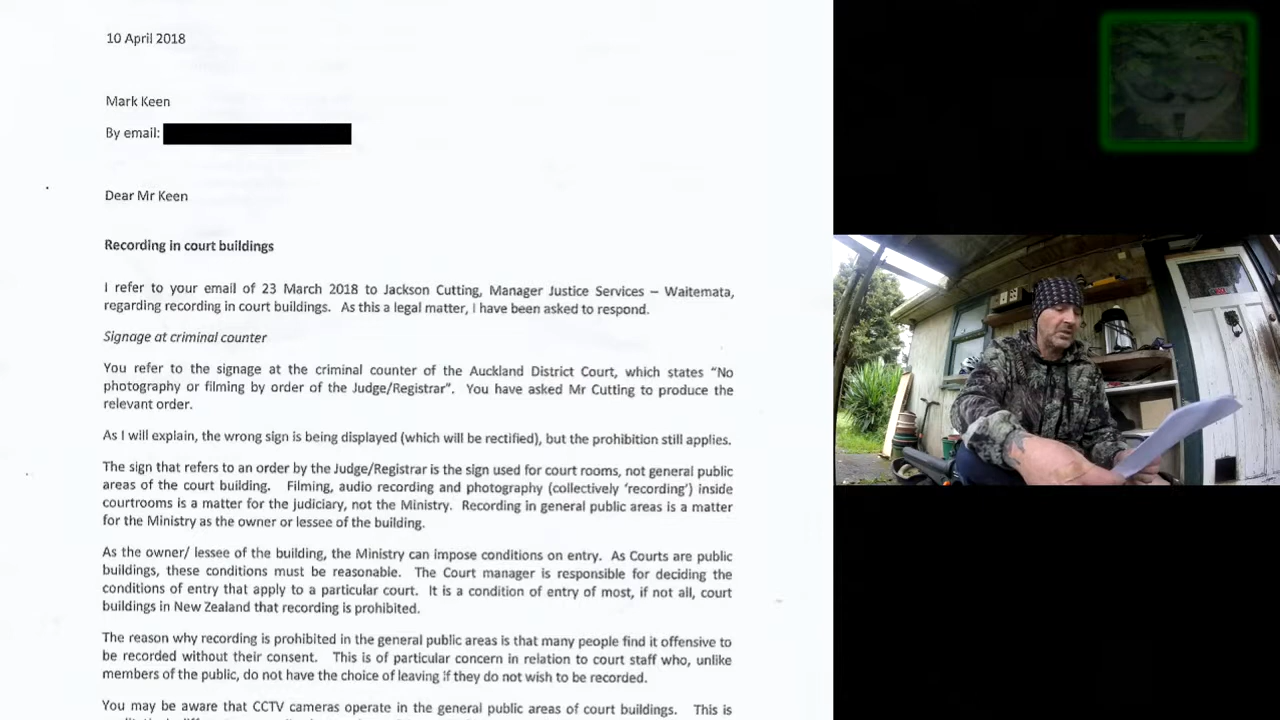 10 April 2018
Mark Keen
By email:
Dear Mr Keen
Recording in court buildings
I refer to your email of 23 March 2018 to Jackson Cutting, Manager Justice Services – Waitemata,
regarding recording in court buildings. As this a legal matter, I have been asked to respond.
Signage at criminal counter
You refer to the signage at the criminal counter of the Auckland District Court, which states “No
photography or filming by order of the Judge/Registrar”. You have asked Mr Cutting to produce the
relevant order.
As I will explain, the wrong sign is being displayed (which will be rectified), but the prohibition still applies.
The sign that refers to an order by the Judge/Registrar is the sign used for court rooms, not general public
areas of the court building. Filming, audio recording and photography (collectively ‘recording’) inside
courtrooms is a matter for the judiciary, not the Ministry. Recording in general public areas is a matter
for the Ministry as the owner or lessee of the building.
As the owner/ lessee of the building, the Ministry can impose conditions on entry. As Courts are public
buildings, these conditions must be reasonable. The Court manager is responsible for deciding the
conditions of entry that apply to a particular court. It is a condition of entry of most, if not all, court
buildings in New Zealand that recording is prohibited.
The reason why recording is prohibited in the general public areas is that many people find it offensive to
be recorded without their consent. This is of particular concern in relation to court staff who, unlike
members of the public, do not have the choice of leaving if they do not wish to be recorded.
You may be aware that CCTV cameras operate in the general public areas of court buildings. This is